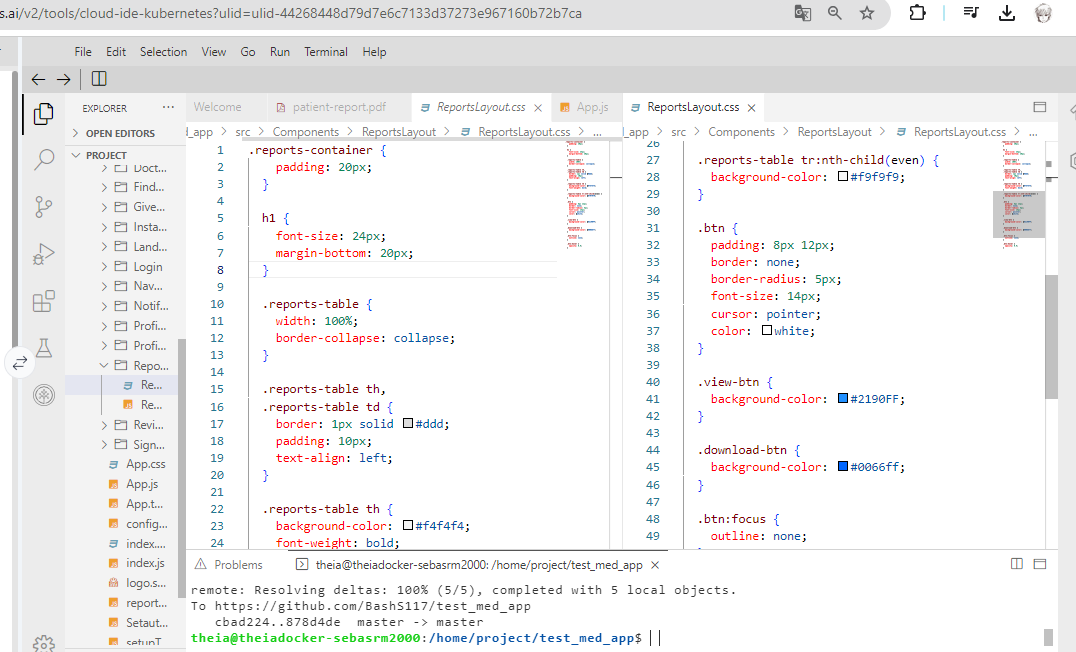 s.ai/v2/tools/cloud-ide-kubernetes?ulid=ulid-44268448d79d7e6c7133d37273e967160b72b7ca
File Edit Selection View Go Run Terminal Help
EXPLORER ...
OPEN EDITORS
PROJECT
Doct...
Find...
Give...
Insta...
Land...
Login
Nav...
Notif...
Profi...
Profi...
Repo...
Re...
Re...
Revi...
Sign...
App.css
App.js
App.t...
config...
index....
index.js
logo.s...
report...
Setaut...
setupT
Welcome patient-report.pdf ReportsLayout.css App.js
_app > src > Components > ReportsLayout > ReportsLayout.css > ...
1 .reports-container {
2 padding: 20px;
3 }
4
5 h1 {
6 font-size: 24px;
7 margin-bottom: 20px;
8 }
9
10 .reports-table {
11 width: 100%;
12 border-collapse: collapse;
13 }
14
15 .reports-table th,
16 .reports-table td {
17 border: 1px solid #ddd;
18 padding: 10px;
19 text-align: left;
20 }
21
22 .reports-table th {
23 background-color: #f4f4f4;
24 font-weight: bold;
ReportsLayout.css
_app > src > Components > ReportsLayout > ReportsLayout.css > ...
26
27 .reports-table tr:nth-child(even) {
28 background-color: #f9f9f9;
29 }
30
31 .btn {
32 padding: 8px 12px;
33 border: none;
34 border-radius: 5px;
35 font-size: 14px;
36 cursor: pointer;
37 color: white;
38 }
39
40 .view-btn {
41 background-color: #2190FF;
42 }
43
44 .download-btn {
45 background-color: #0066ff;
46 }
47
48 .btn:focus {
49 outline: none;
Problems theia@theiadocker-sebasrm2000: /home/project/test_med_app
remote: Resolving deltas: 100% (5/5), completed with 5 local objects.
To https://github.com/BashS117/test_med_app
cbad224..878d4de master -> master
theia@theiadocker-sebasrm2000:/home/project/test_med_app$